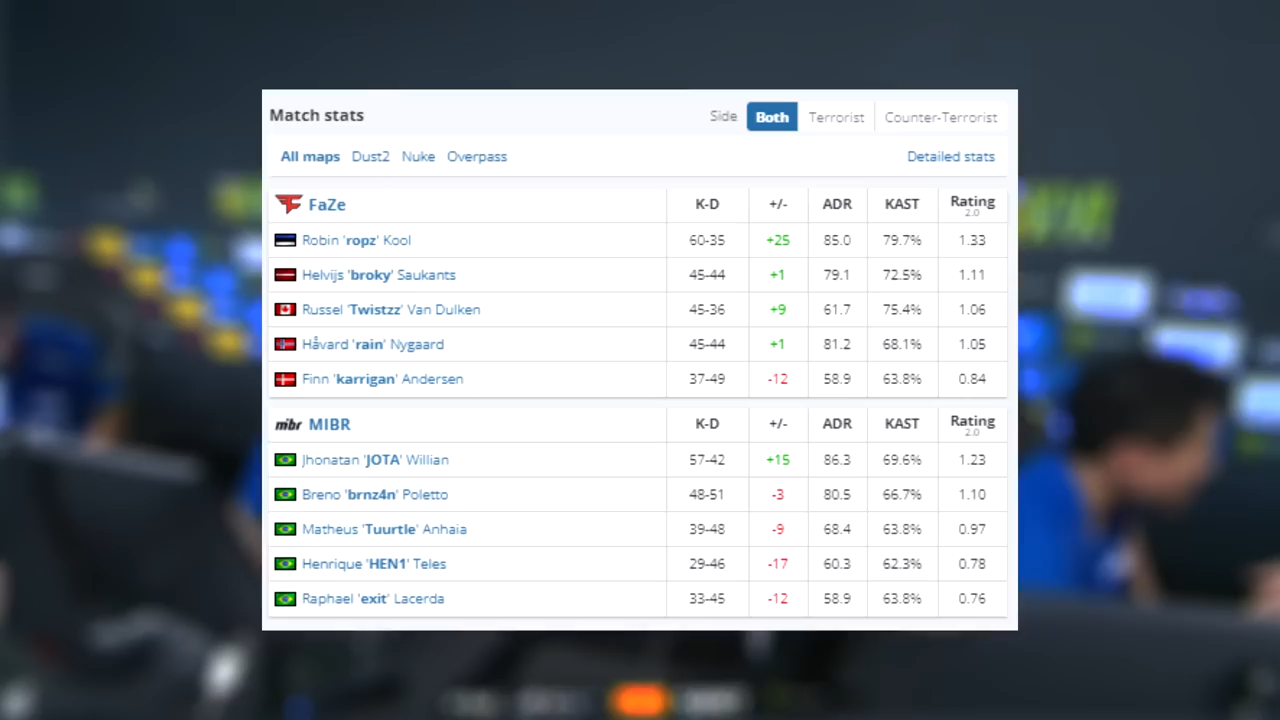 Match stats Side Both Terrorist Counter-Terrorist
All maps Dust2 Nuke Overpass Detailed stats
FaZe K-D +/- ADR KAST Rating 2.0
Robin 'ropz' Kool 60-35 +25 85.0 79.7% 1.33
Helvijs 'broky' Saukants 45-44 +1 79.1 72.5% 1.11
Russel 'Twistzz' Van Dulken 45-36 +9 61.7 75.4% 1.06
Håvard 'rain' Nygaard 45-44 +1 81.2 68.1% 1.05
Finn 'karrigan' Andersen 37-49 -12 58.9 63.8% 0.84
mibr MIBR K-D +/- ADR KAST Rating 2.0
Jhonatan 'JOTA' Willian 57-42 +15 86.3 69.6% 1.23
Breno 'brnz4n' Poletto 48-51 -3 80.5 66.7% 1.10
Matheus 'Tuurtle' Anhaia 39-48 -9 68.4 63.8% 0.97
Henrique 'HEN1' Teles 29-46 -17 60.3 62.3% 0.78
Raphael 'exit' Lacerda 33-45 -12 58.9 63.8% 0.76